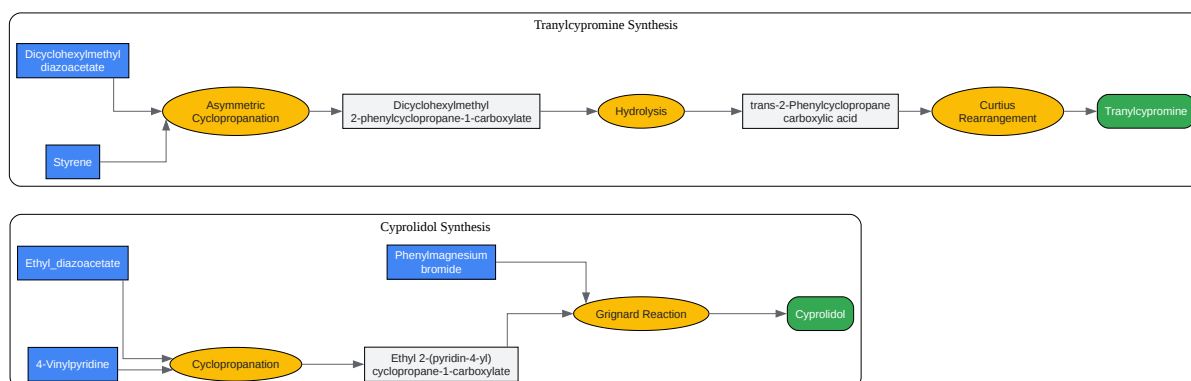 Tranylcypromine Synthesis
Dicyclohexylmethyl
diazoacetate
Styrene
Asymmetric
Cyclopropanation
Dicyclohexylmethyl
2-phenylcyclopropane-1-carboxylate
Hydrolysis
trans-2-Phenylcyclopropane
carboxylic acid
Curtius
Rearrangement
Tranylcypromine
Cyprolidol Synthesis
Ethyl_diazoacetate
4-Vinylpyridine
Cyclopropanation
Phenylmagnesium
bromide
Ethyl 2-(pyridin-4-yl)
cyclopropane-1-carboxylate
Grignard Reaction
Cyprolidol